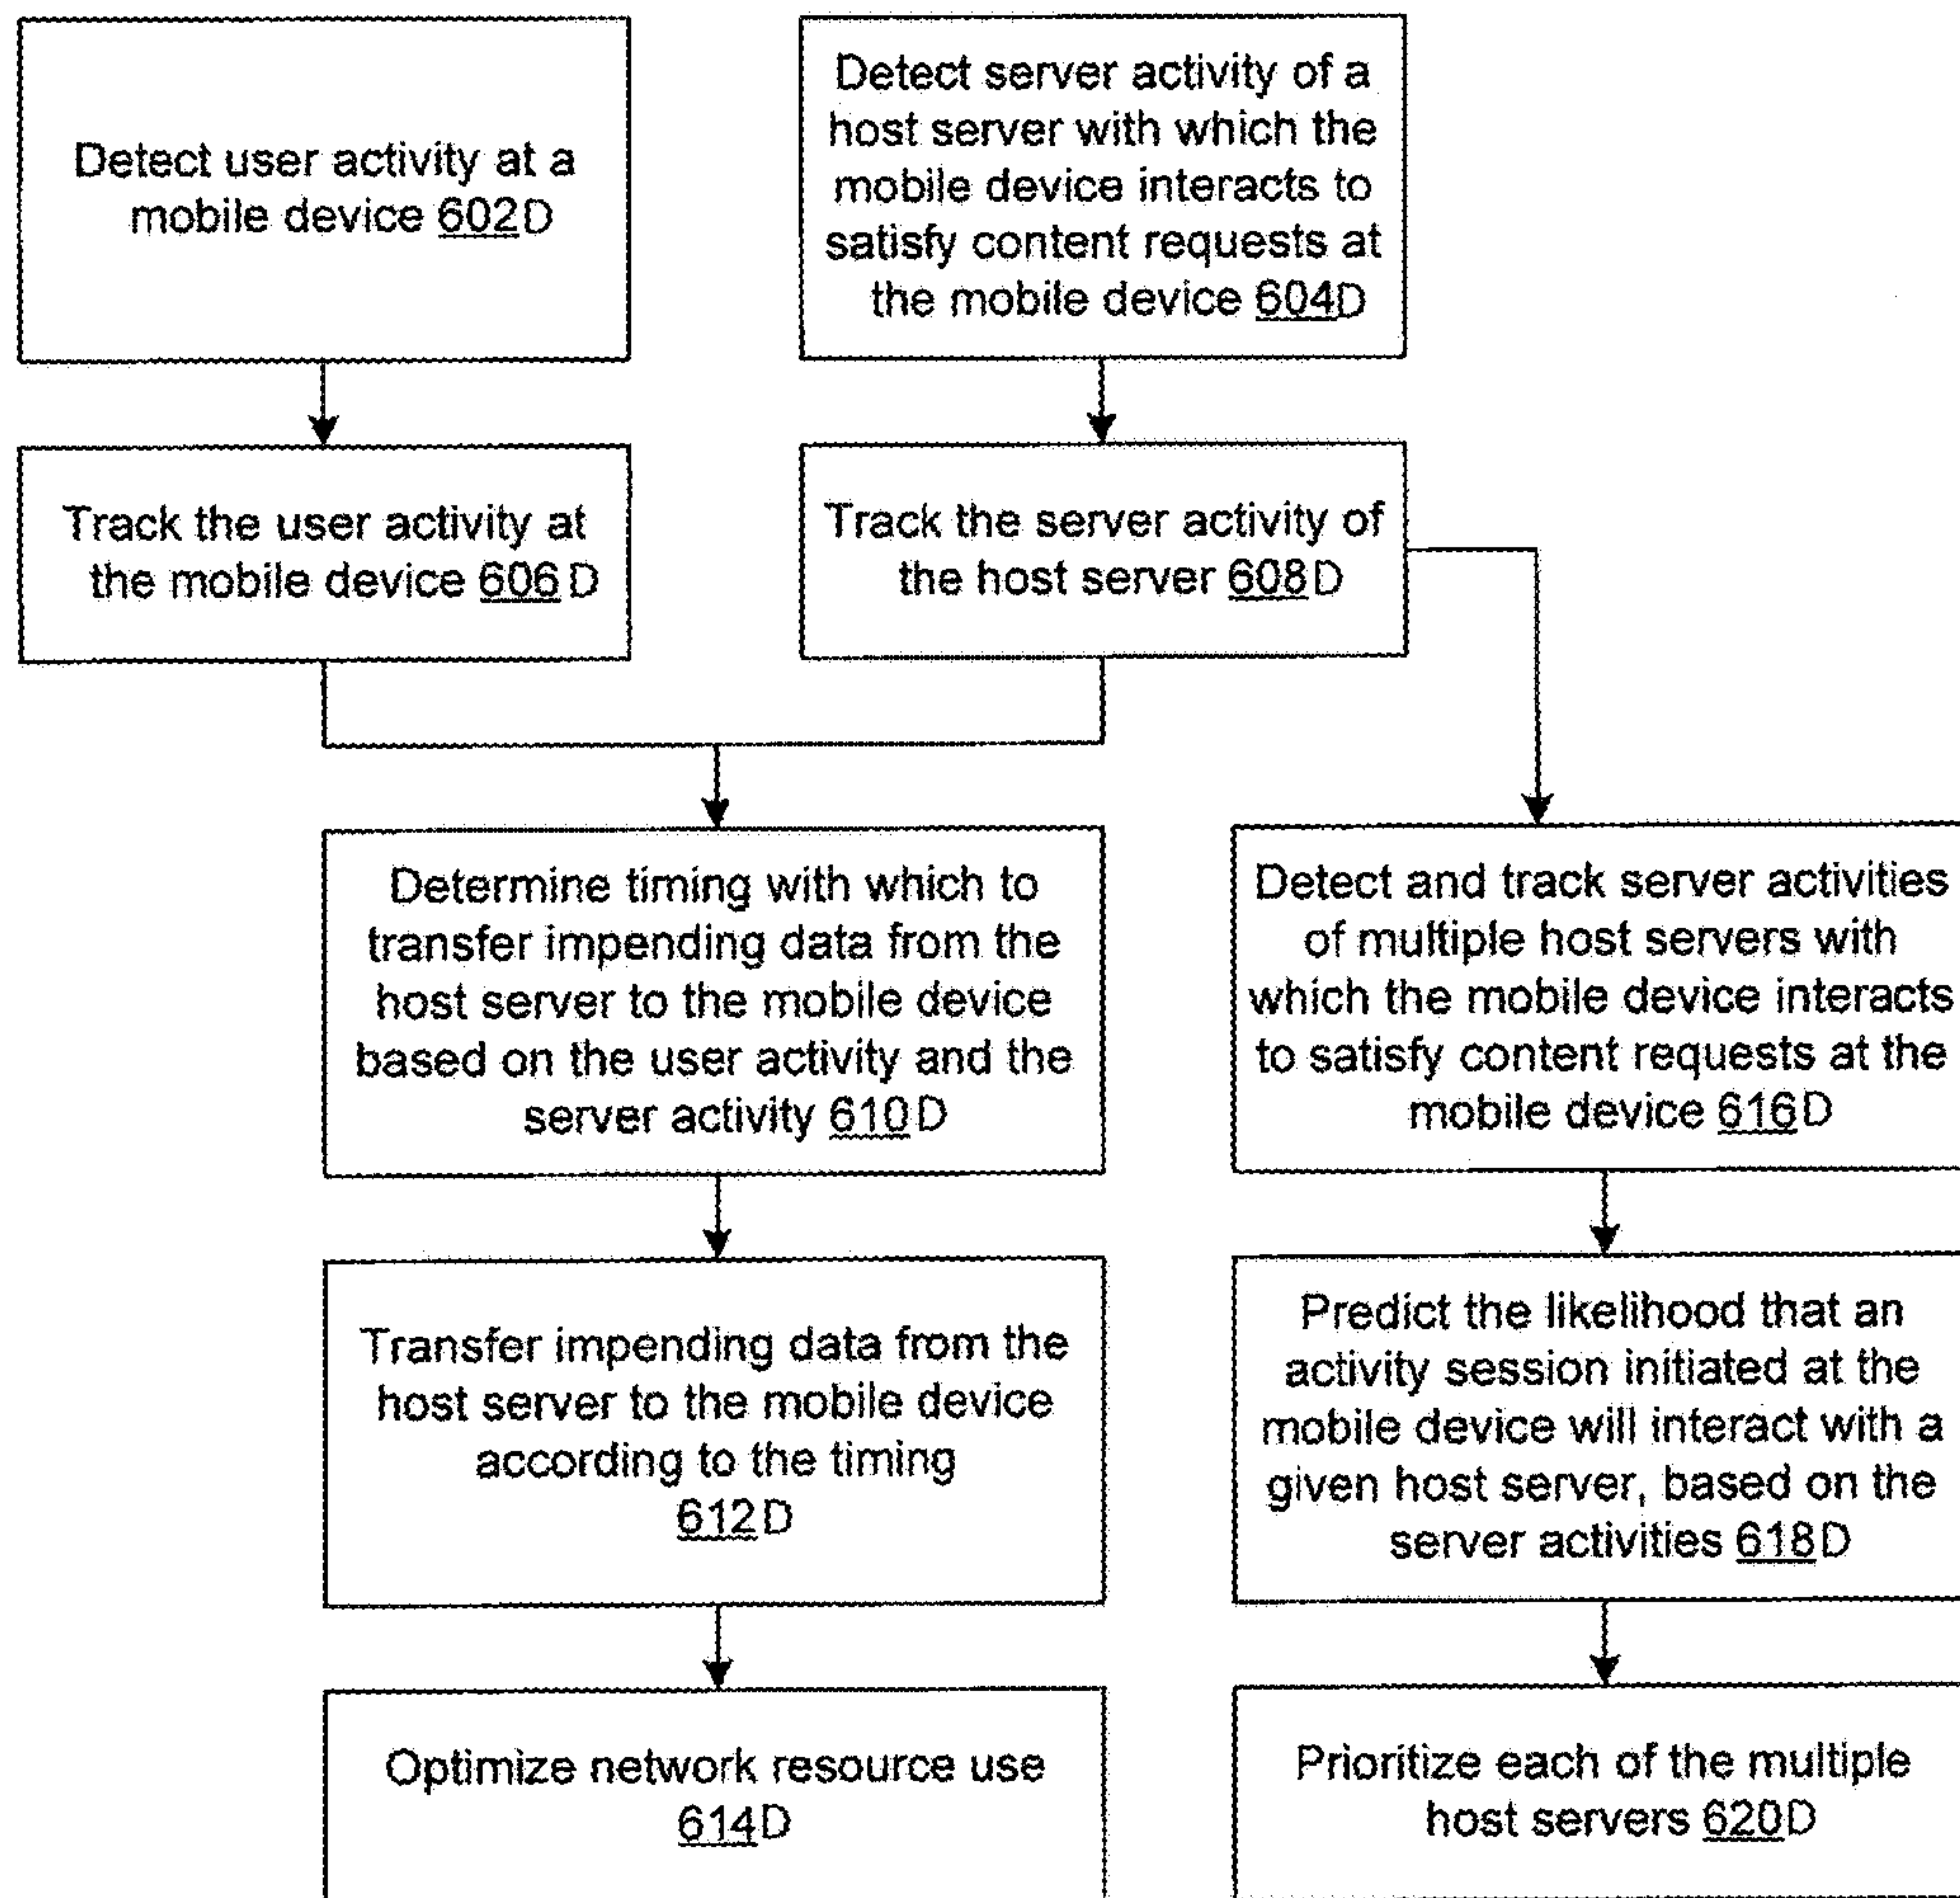 Detect user activity at a
mobile device 602D
Detect server activity of a
host server with which the
mobile device interacts to
satisfy content requests at
the mobile device 604D
Track the user activity at
the mobile device 606D
Track the server activity of
the host server 608D
Determine timing with which to
transfer impending data from the
host server to the mobile device
based on the user activity and the
server activity 610D
Detect and track server activities
of multiple host servers with
which the mobile device interacts
to satisfy content requests at the
mobile device 616D
Transfer impending data from the
host server to the mobile device
according to the timing
612D
Predict the likelihood that an
activity session initiated at the
mobile device will interact with a
given host server, based on the
server activities 618D
Optimize network resource use
614D
Prioritize each of the multiple
host servers 620D